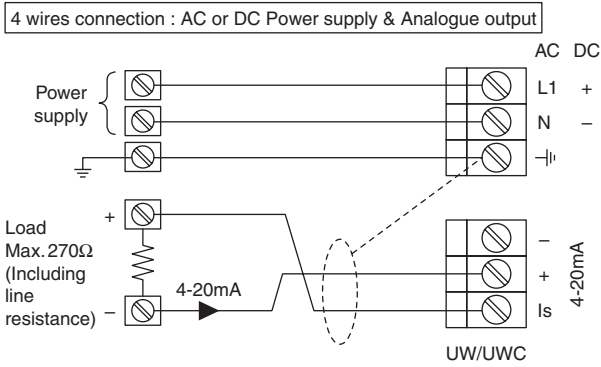 4 wires connection : AC or DC Power supply & Analogue output
AC DC
Power
supply
L1 +
N –
+
Load
Max. 270Ω
(Including
line
resistance)
–
4-20mA
–
+
Is
4-20mA
UW/UWC